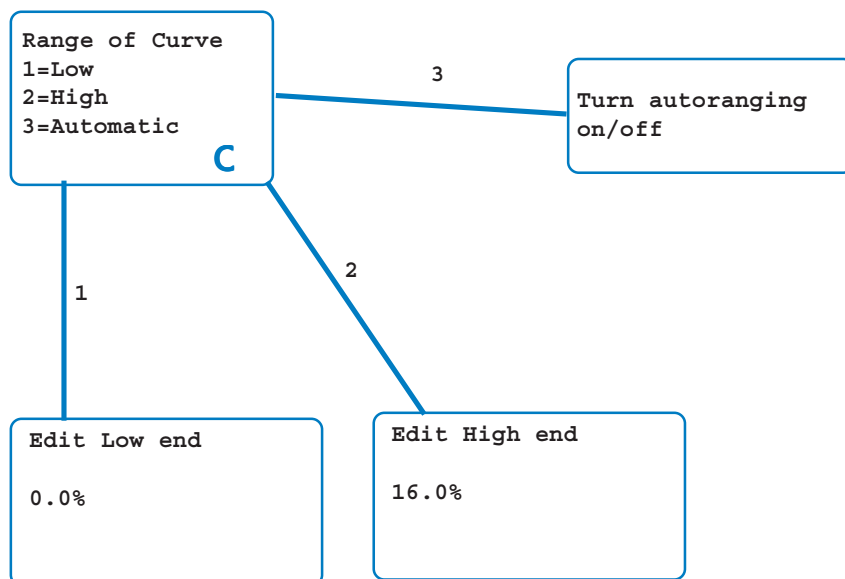 Range of Curve
1=Low
2=High
3=Automatic
C
3
Turn autoranging
on/off
2
1
Edit Low end
0.0%
Edit High end
16.0%